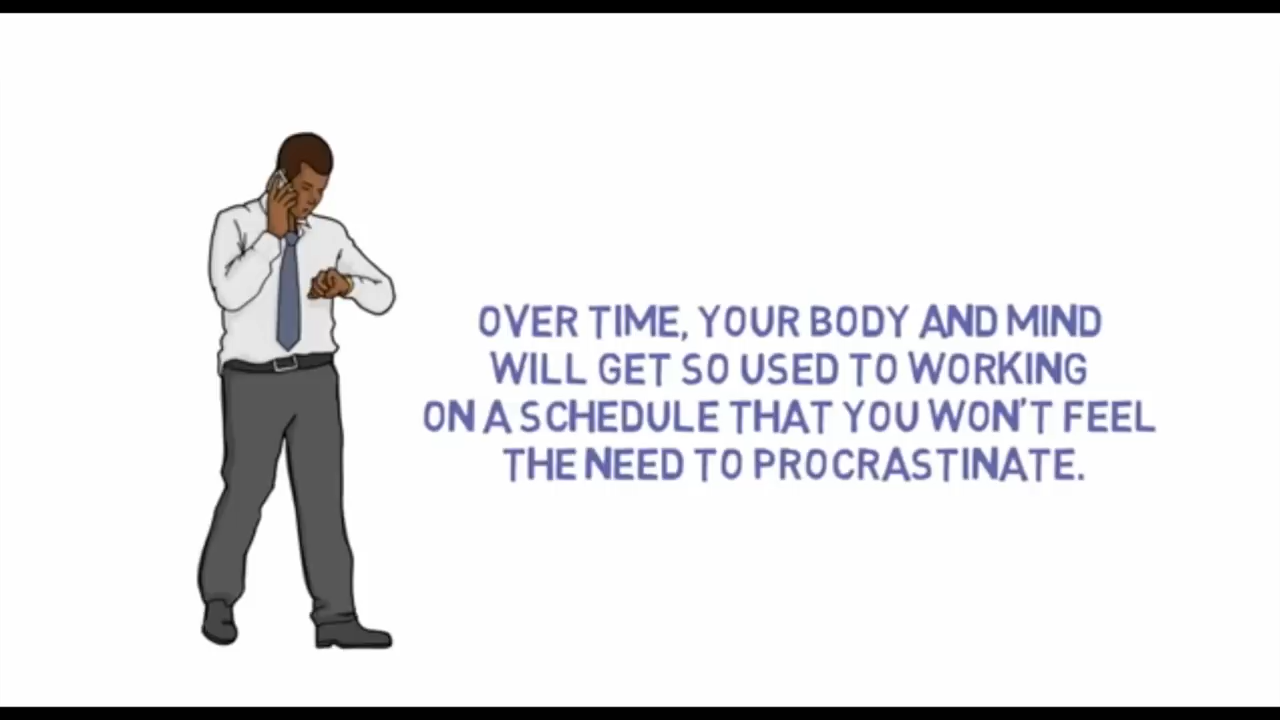 OVER TIME, YOUR BODY AND MIND
WILL GET SO USED TO WORKING
ON A SCHEDULE THAT YOU WON'T FEEL
THE NEED TO PROCRASTINATE.